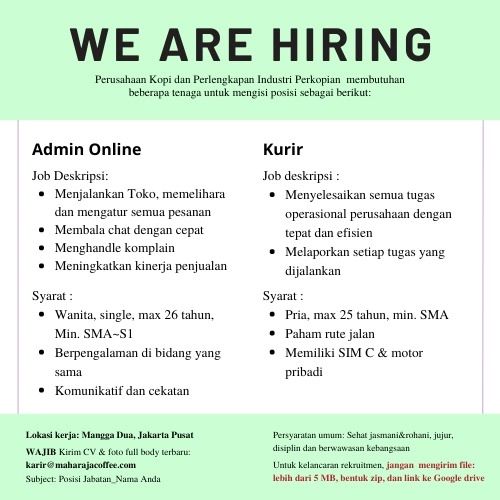 WE ARE HIRING
Perusahaan Kopi dan Perlengkapan Industri Perkopian membutuhan
beberapa tenaga untuk mengisi posisi sebagai berikut:
Admin Online
Job Deskripsi:
• Menjalankan Toko, memelihara
dan mengatur semua pesanan
• Membala chat dengan cepat
• Menghandle komplain
• Meningkatkan kinerja penjualan
Syarat :
• Wanita, single, max 26 tahun,
Min. SMA~S1
• Berpengalaman di bidang yang
sama
• Komunikatif dan cekatan
Kurir
Job deskripsi :
• Menyelesaikan semua tugas
operasional perusahaan dengan
tepat dan efisien
• Melaporkan setiap tugas yang
dijalankan
Syarat :
• Pria, max 25 tahun, min. SMA
• Paham rute jalan
• Memiliki SIM C & motor
pribadi
Lokasi kerja: Mangga Dua, Jakarta Pusat
WAJIB Kirim CV & foto full body terbaru:
karir@maharajacoffee.com
Subject: Posisi Jabatan_Nama Anda
Persyaratan umum: Sehat jasmani&rohani, jujur,
disiplin dan berwawasan kebangsaan
Untuk kelancaran rekruitmen, jangan mengirim file:
lebih dari 5 MB, bentuk zip, dan link ke Google drive